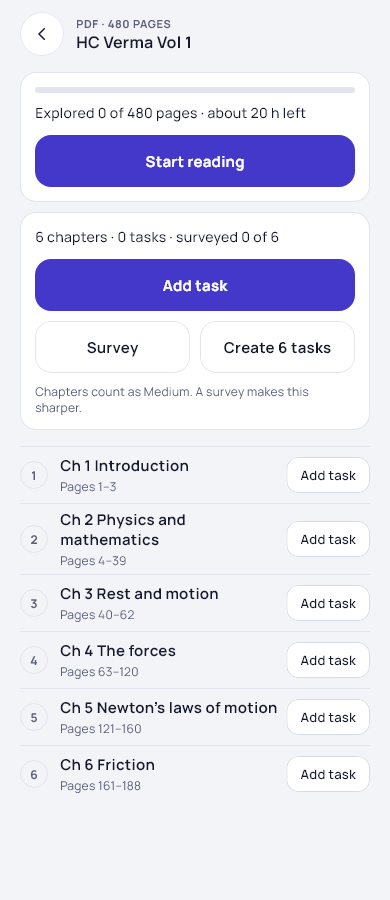 PDF · 480 PAGES
HC Verma Vol 1
Explored 0 of 480 pages · about 20 h left
Start reading
6 chapters · 0 tasks · surveyed 0 of 6
Add task
Survey
Create 6 tasks
Chapters count as Medium. A survey makes this
sharper.
1
Ch 1 Introduction
Pages 1–3
Add task
2
Ch 2 Physics and
mathematics
Pages 4–39
Add task
3
Ch 3 Rest and motion
Pages 40–62
Add task
4
Ch 4 The forces
Pages 63–120
Add task
5
Ch 5 Newton’s laws of motion
Pages 121–160
Add task
6
Ch 6 Friction
Pages 161–188
Add task